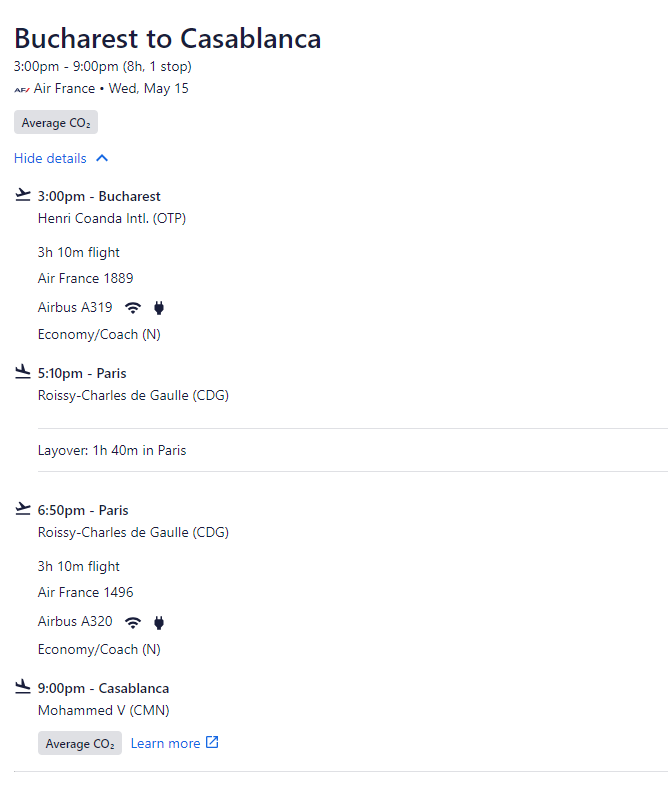 Bucharest to Casablanca
3:00pm - 9:00pm (8h, 1 stop)
AF/ Air France • Wed, May 15
Average CO₂
Hide details
3:00pm - Bucharest
Henri Coanda Intl. (OTP)
3h 10m flight
Air France 1889
Airbus A319
Economy/Coach (N)
5:10pm - Paris
Roissy-Charles de Gaulle (CDG)
Layover: 1h 40m in Paris
6:50pm - Paris
Roissy-Charles de Gaulle (CDG)
3h 10m flight
Air France 1496
Airbus A320
Economy/Coach (N)
9:00pm - Casablanca
Mohammed V (CMN)
Average CO₂ Learn more